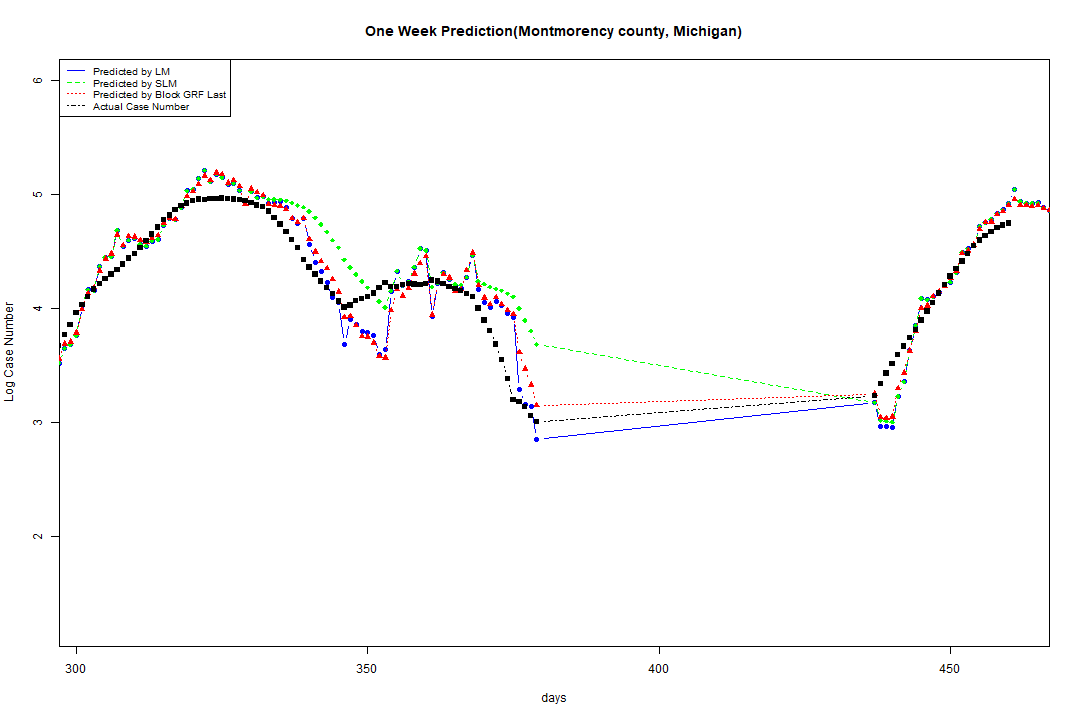 One Week Prediction(Montmorency county, Michigan)
Predicted by LM
Predicted by SLM
Predicted by Block GRF Last
Actual Case Number
6
5
4
3
2
Log Case Number
300 350 400 450
days